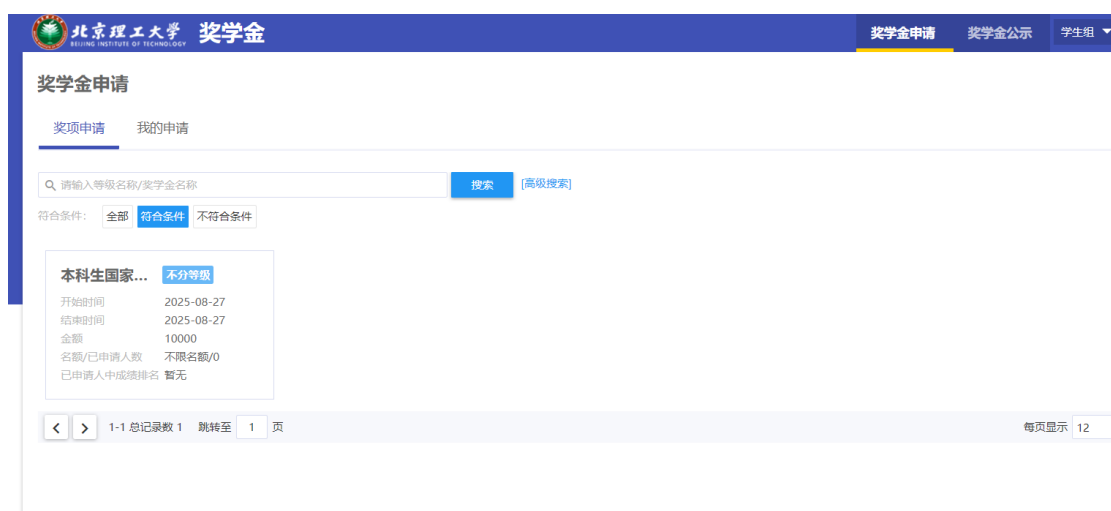 北京理工大学 奖学金 奖学金申请 奖学金公示 学生组
BEIJING INSTITUTE OF TECHNOLOGY
奖学金申请
奖项申请 我的申请
请输入等级名称/奖学金名称 搜索 [高级搜索]
符合条件: 全部 符合条件 不符合条件
本科生国家... 不分等级
开始时间 2025-08-27
结束时间 2025-08-27
金额 10000
名额/已申请人数 不限名额/0
已申请人中成绩排名 暂无
1-1 总记录数 1 跳转至 1 页 每页显示 12